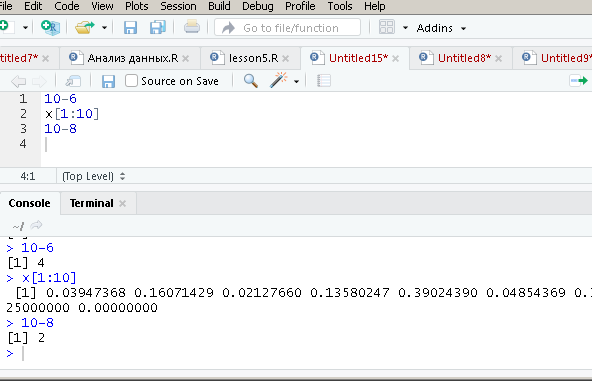 File Edit Code View Plots Session Build Debug Profile Tools Help
Go to file/function Addins
ntitled7* Анализ данных.R lesson5.R Untitled15* Untitled8* Untitled9*
Source on Save
1 10-6
2 x[1:10]
3 10-8
4
4:1 (Top Level)
Console Terminal
~/
> 10-6
[1] 4
> x[1:10]
[1] 0.03947368 0.16071429 0.02127660 0.13580247 0.39024390 0.04854369 0.
25000000 0.00000000
> 10-8
[1] 2
>